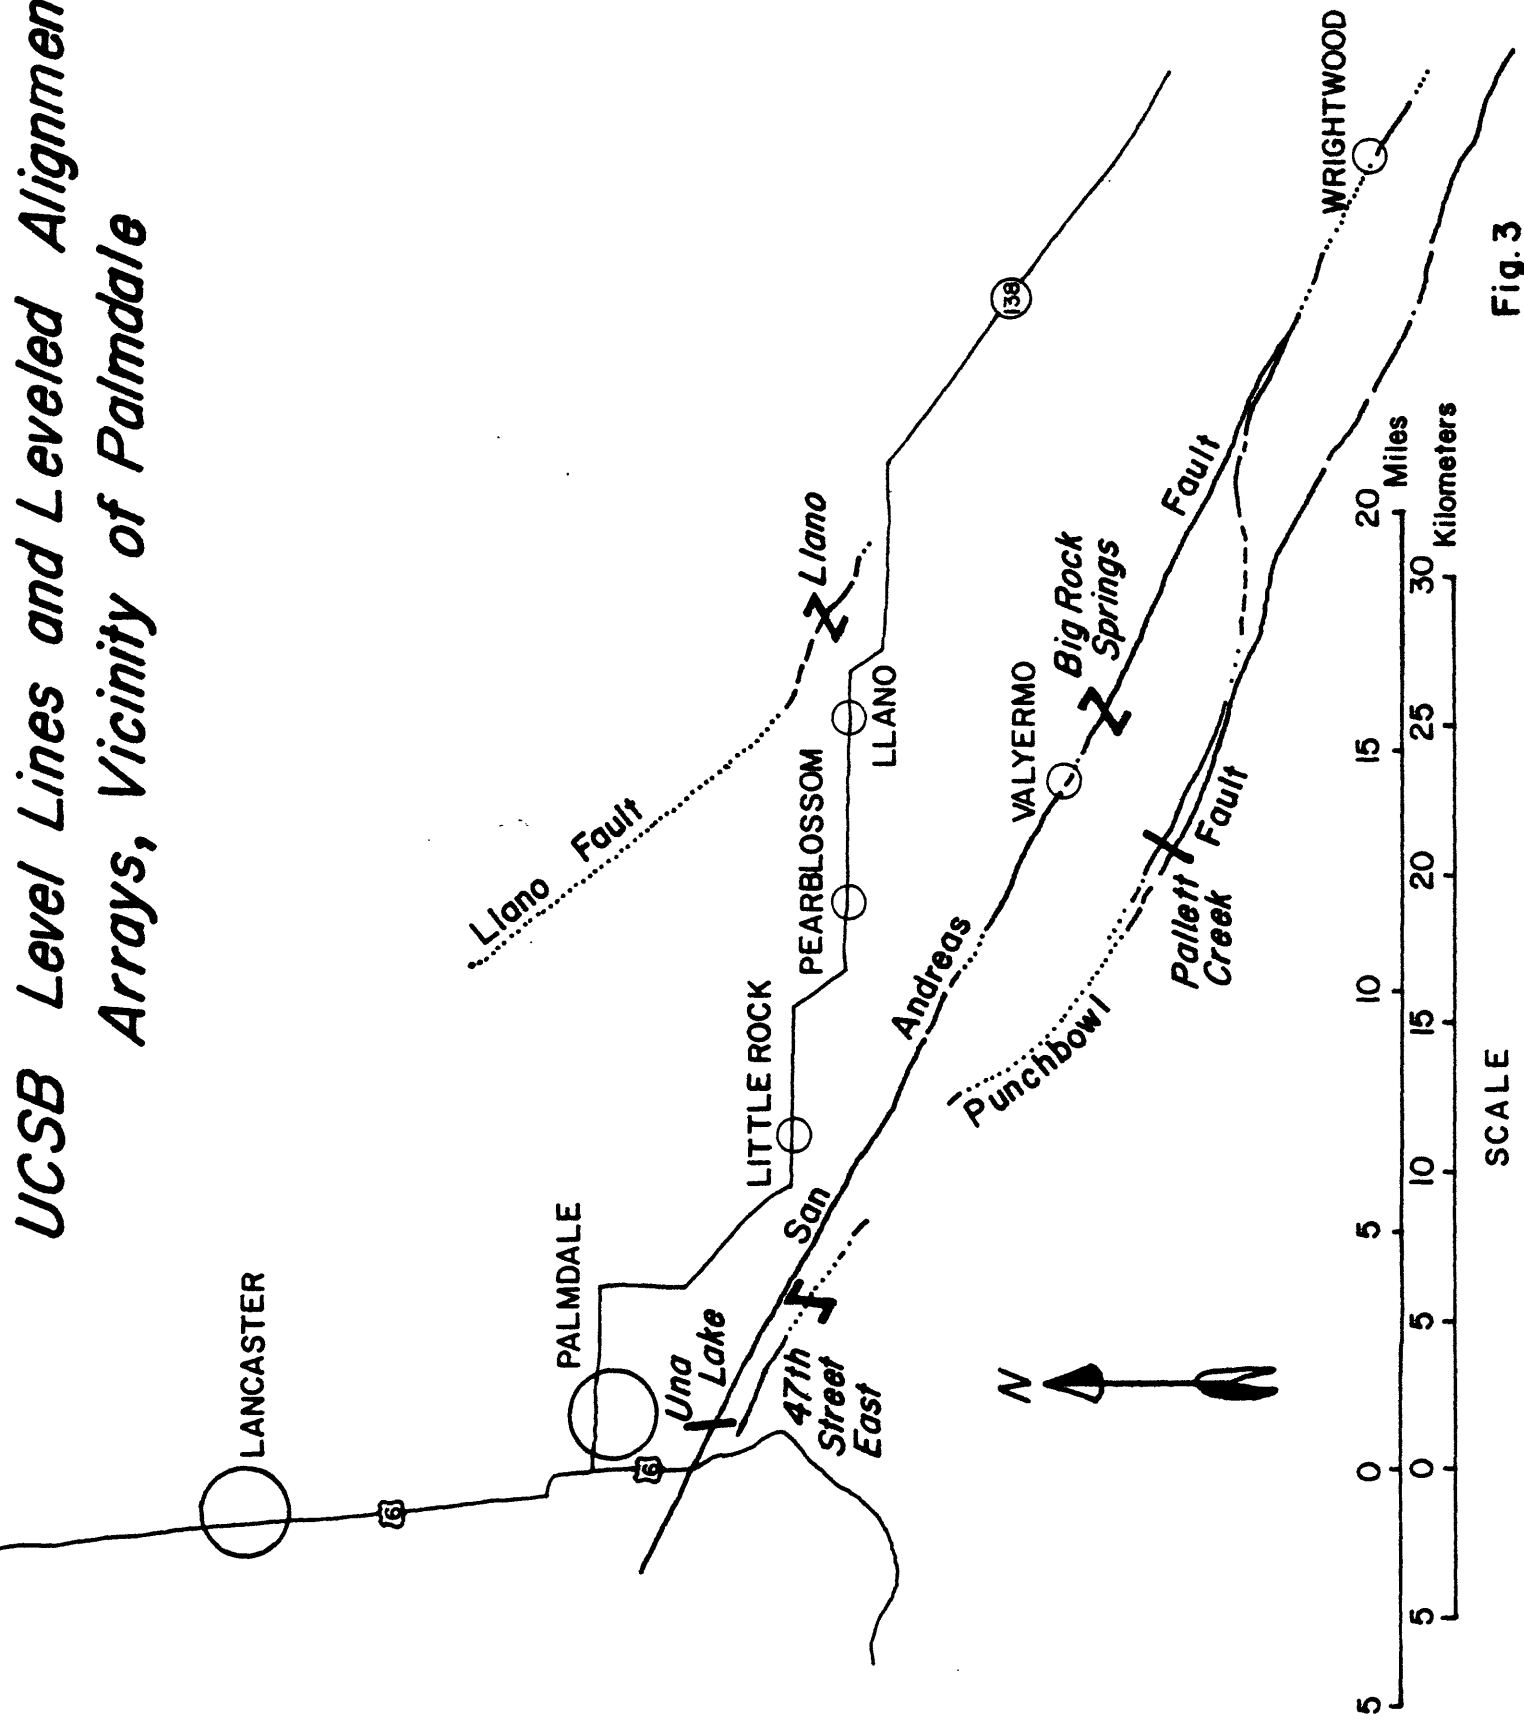 UCSB Level Lines and Leveled Alignmen
Arrays, Vicinity of Palmdale
LANCASTER
6
PALMDALE
6
Una
Lake
47th
Street
East
LITTLE ROCK
PEARBLOSSOM
LLANO
Llano Fault
Llano
138
San Andreas Fault
VALYERMO
Big Rock
Springs
Punchbowl Fault
Pallett
Creek
WRIGHTWOOD
N
5 0 5 10 15 20 Miles
5 0 5 10 15 20 25 30 Kilometers
SCALE
Fig. 3